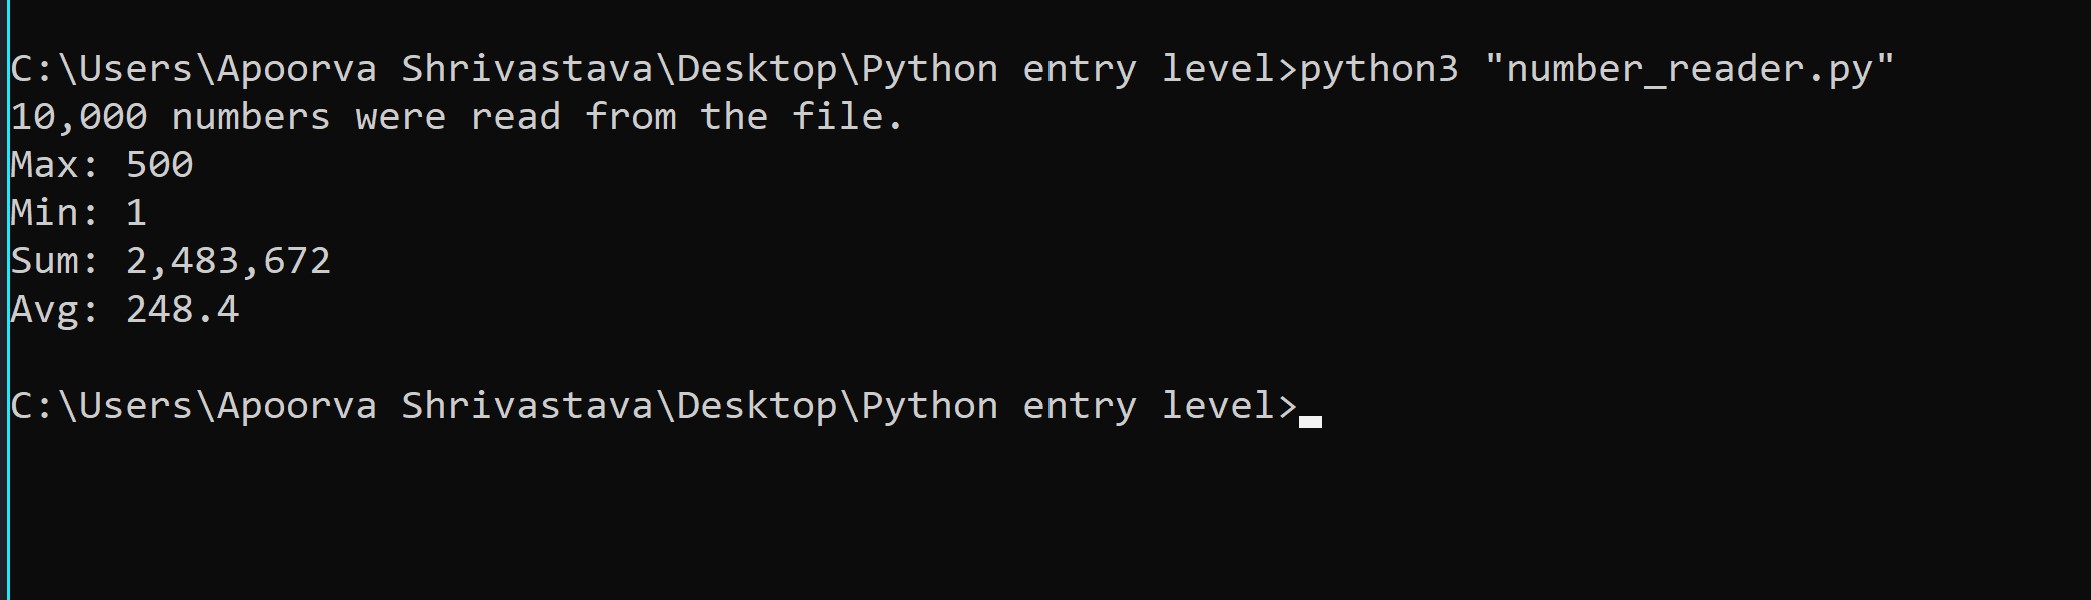 C:\Users\Apoorva Shrivastava\Desktop\Python entry level>python3 "number_reader.py"
10,000 numbers were read from the file.
Max: 500
Min: 1
Sum: 2,483,672
Avg: 248.4
C:\Users\Apoorva Shrivastava\Desktop\Python entry level>